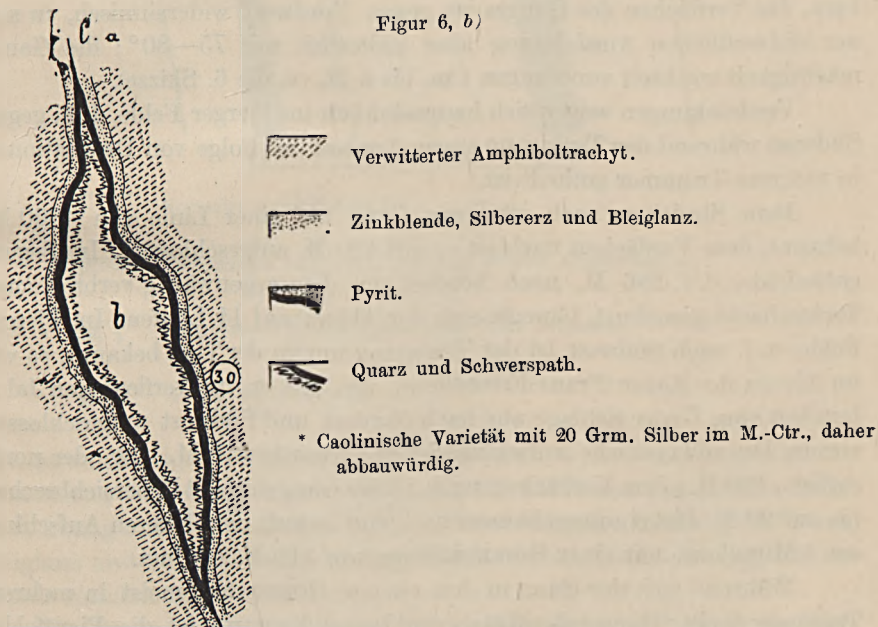 Figur 6, b)
l. a
Verwitterter Amphiboltrachyt.
Zinkblende, Silbererz und Bleiglanz.
b
Pyrit.
30
Quarz und Schwerspath.
* Caolinische Varietät mit 20 Grm. Silber im M.-Ctr., daher
abbauwürdig.